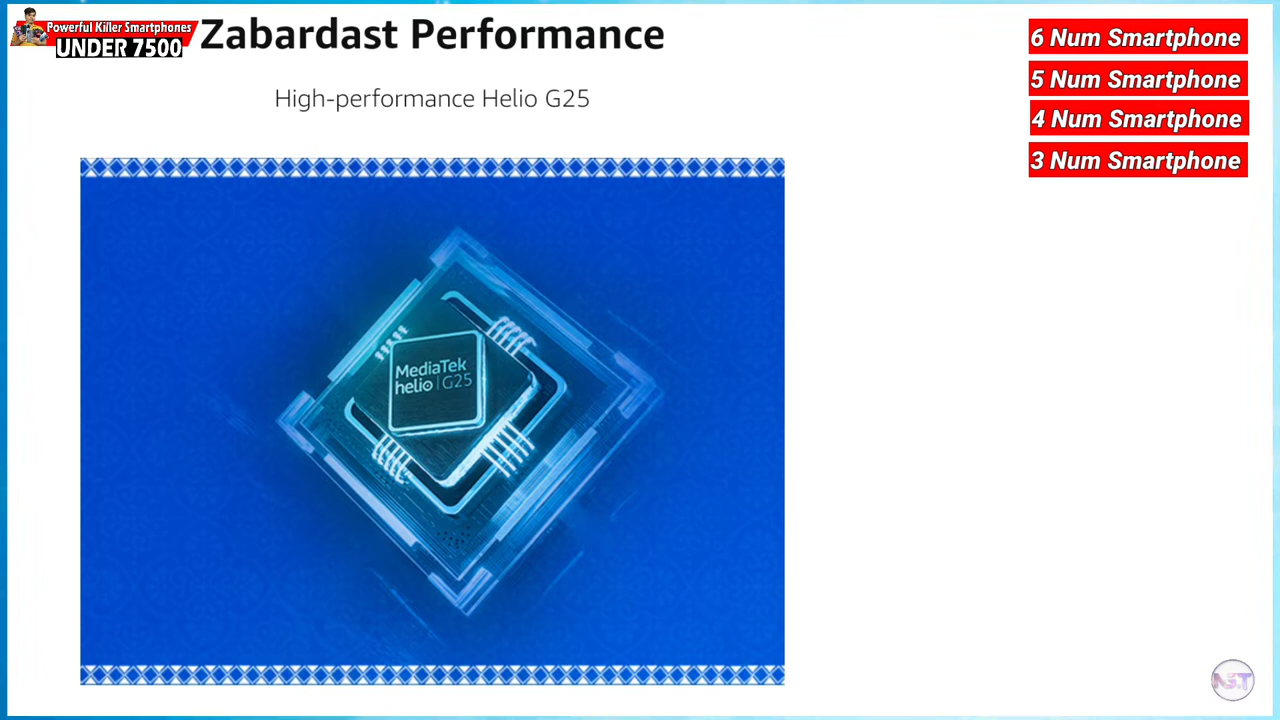 Powerful Killer Smartphones
UNDER 7500
Zabardast Performance
High-performance Helio G25
6 Num Smartphone
5 Num Smartphone
4 Num Smartphone
3 Num Smartphone
MediaTek
helio G25